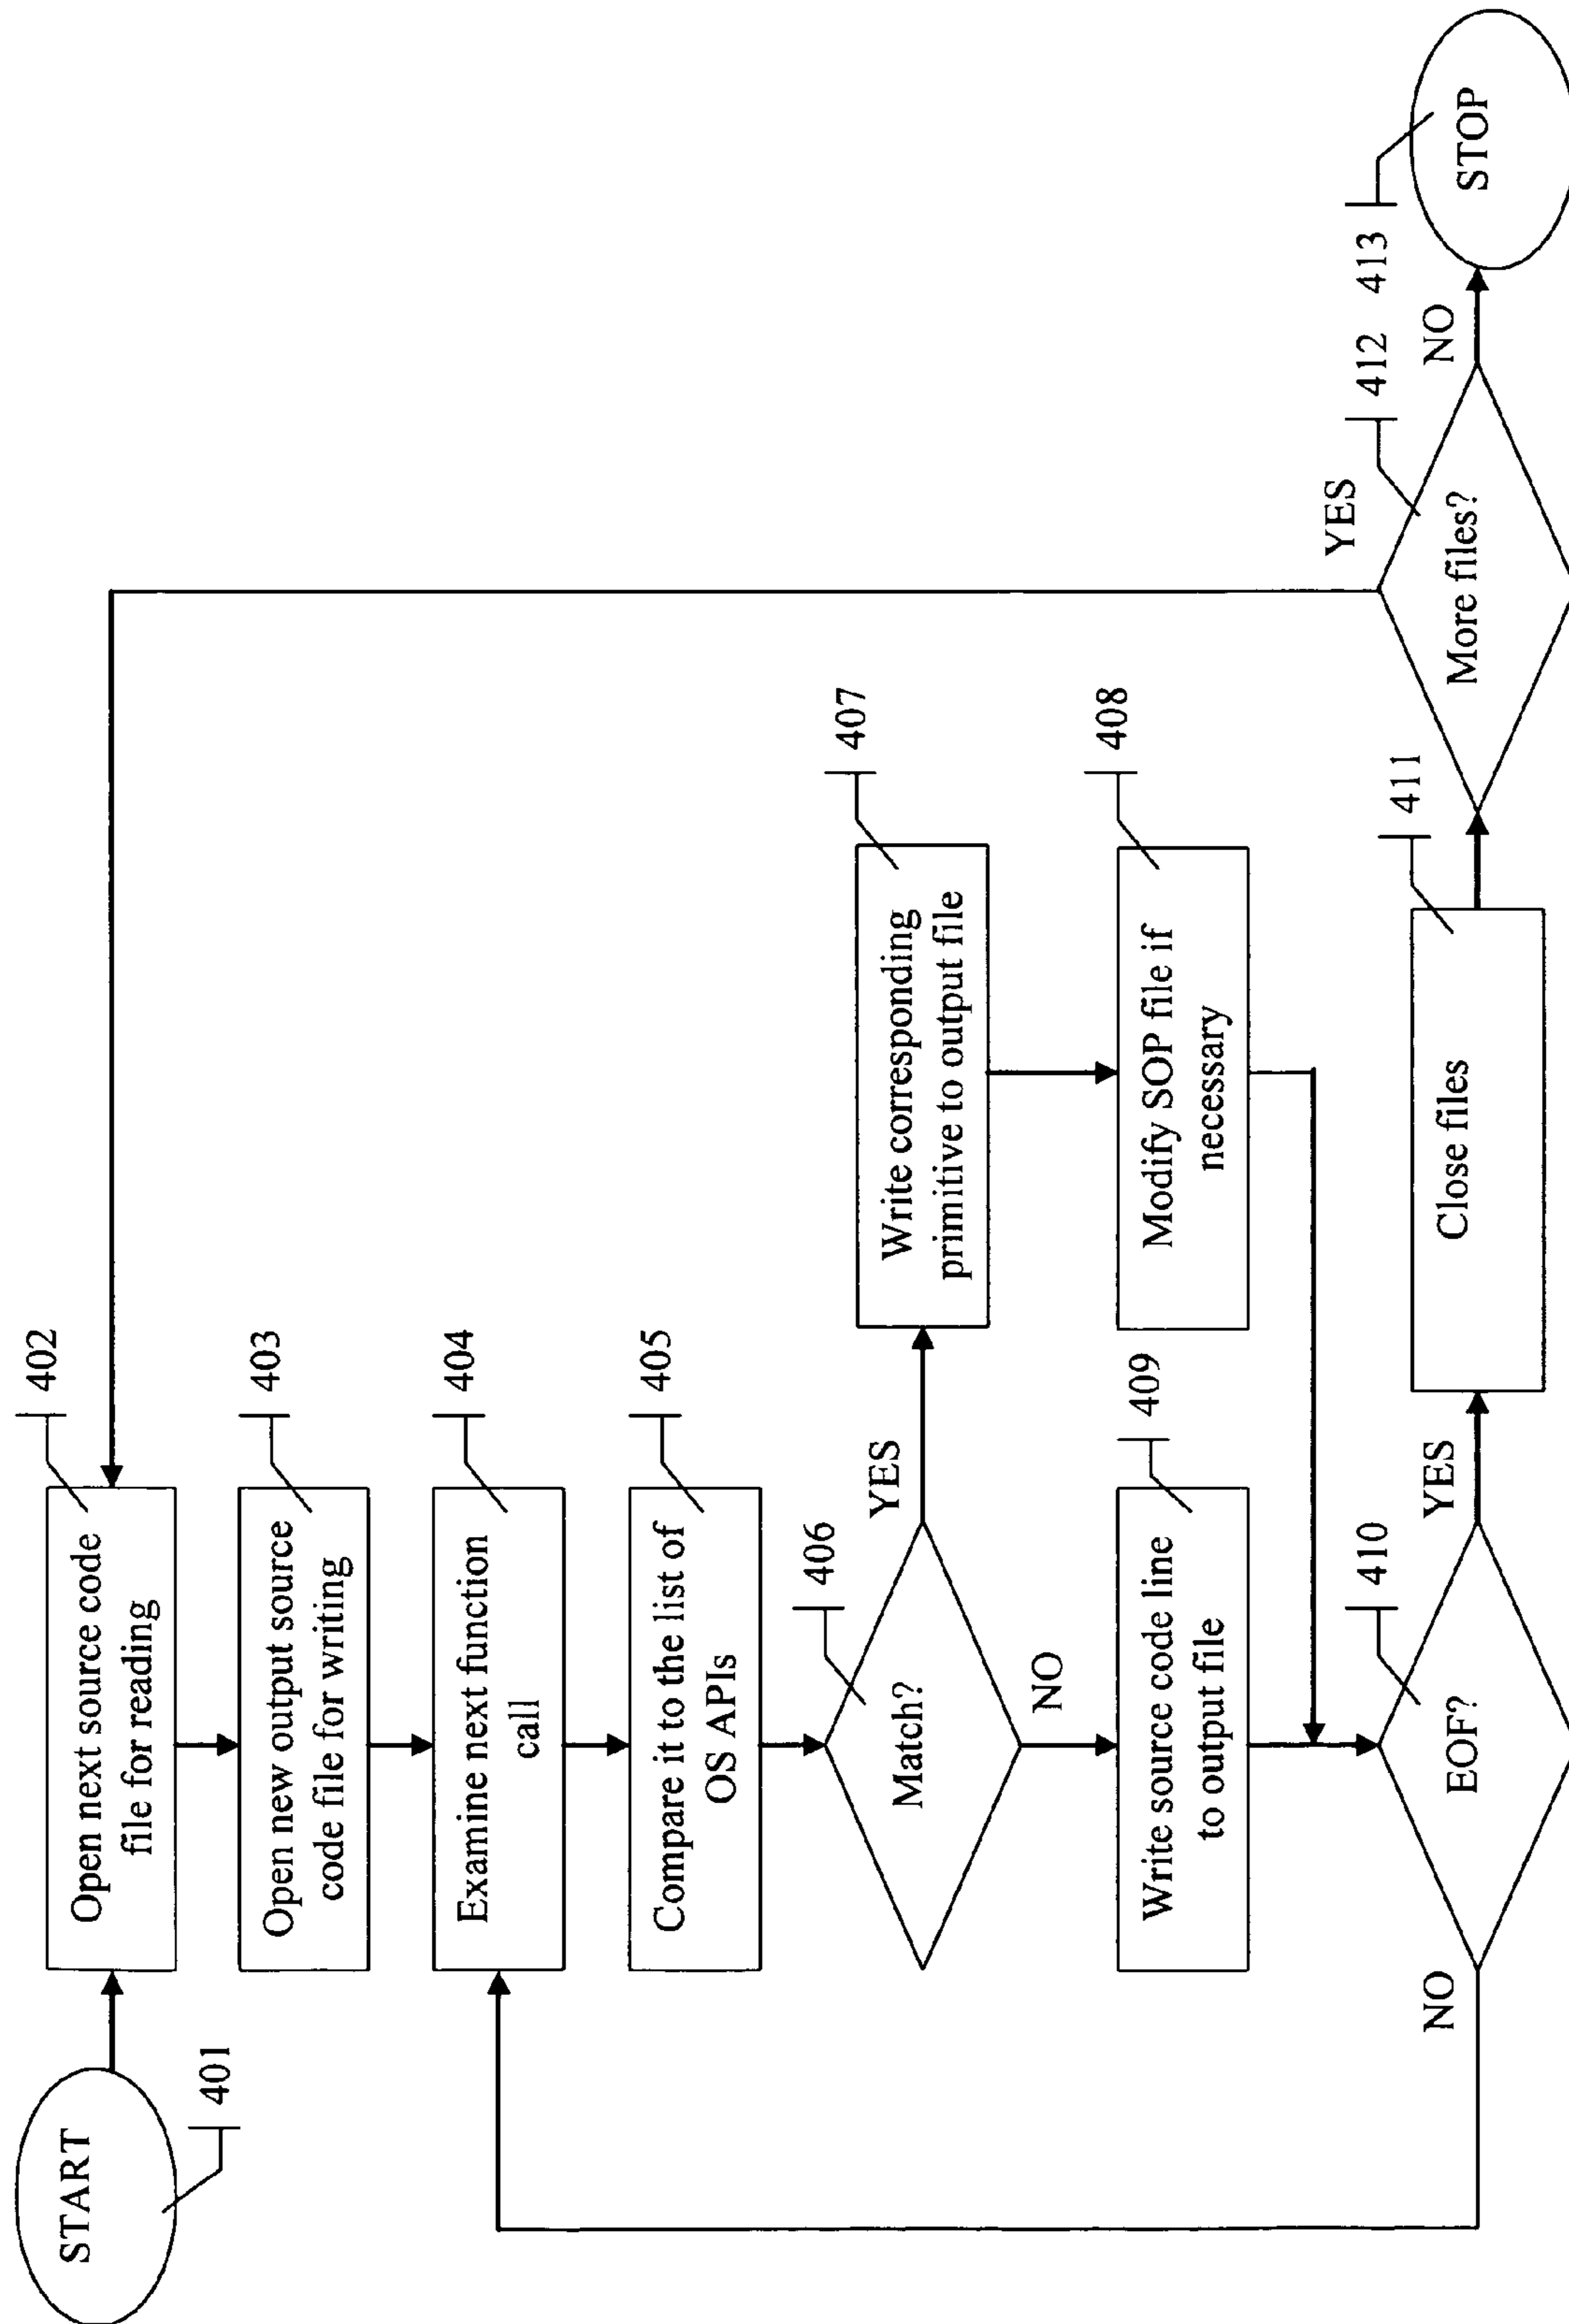 START
401
Open next source code
file for reading
402
Open new output source
code file for writing
403
Examine next function
call
404
Compare it to the list of
OS APIs
405
Match?
406
YES
NO
Write corresponding
primitive to output file
407
Modify SOP file if
necessary
408
Write source code line
to output file
409
EOF?
410
NO
YES
Close files
411
More files?
412
YES
NO
STOP
413